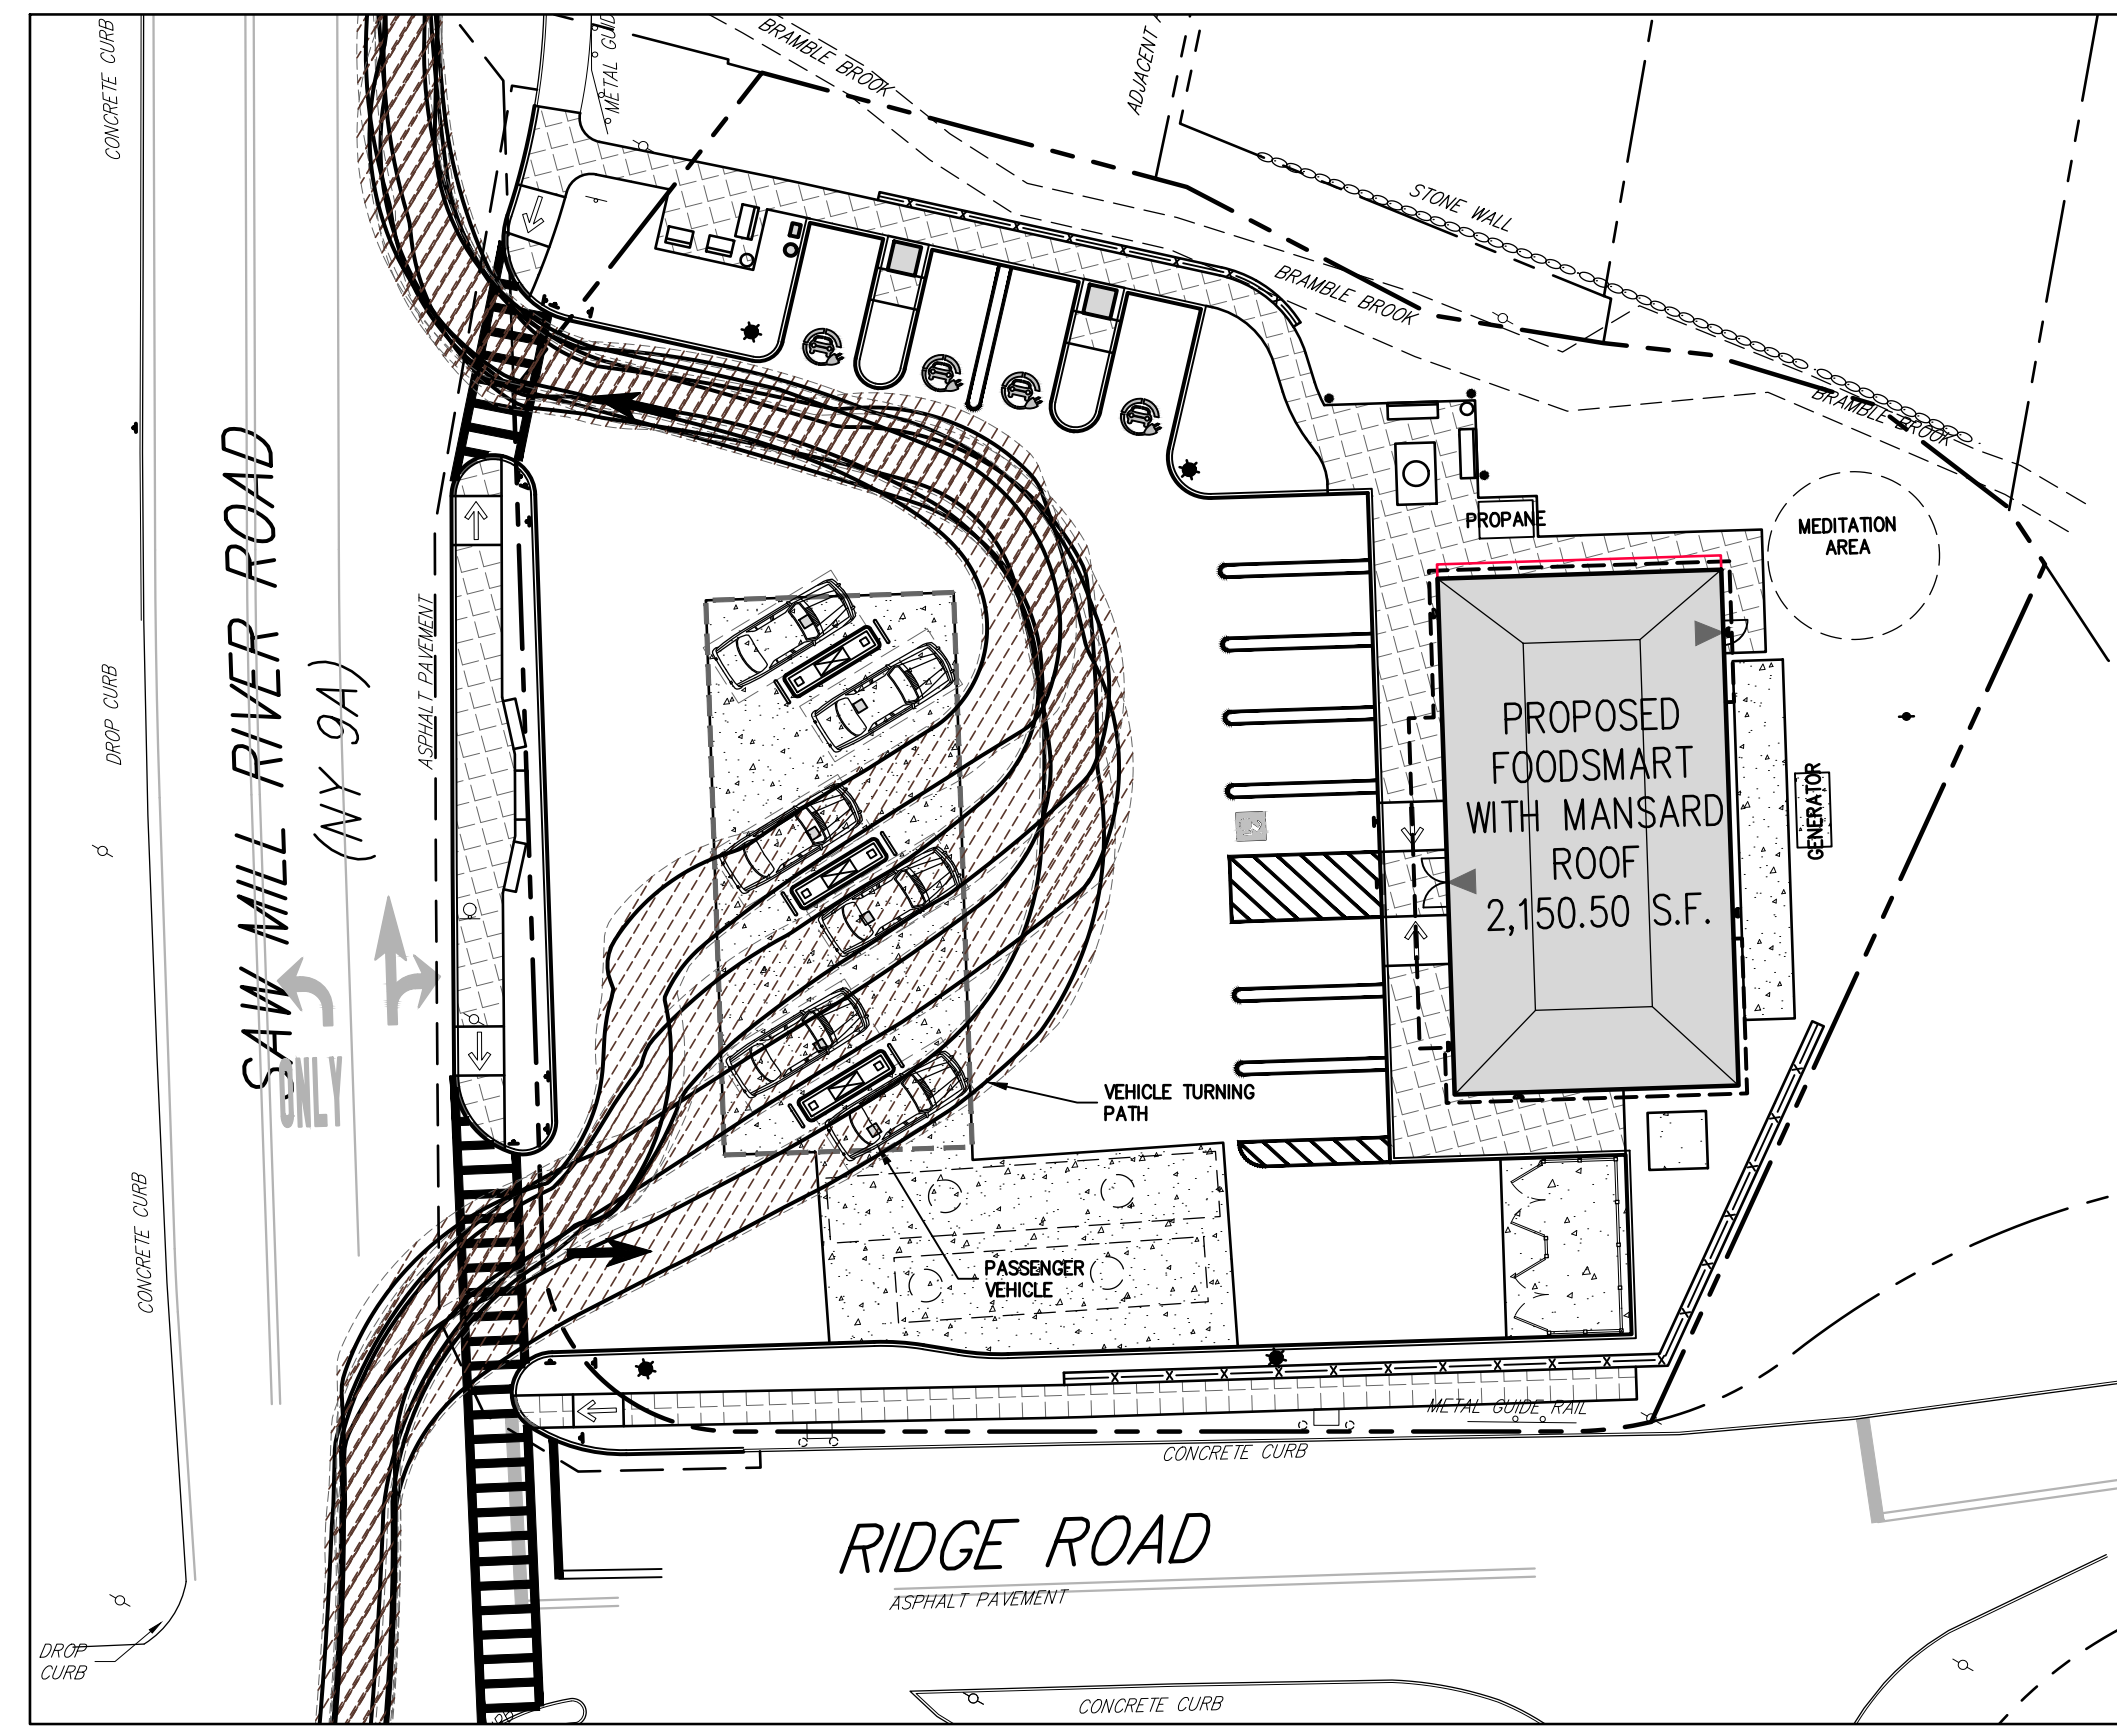 CONCRETE CURB
METAL GUID
BRAMBLE BROOK
ADJACENT
STONE WALL
BRAMBLE BROOK
BRAMBLE BROOK
PROPANE
MEDITATION
AREA
SAW MILL RIVER ROAD
(NY 9A)
ASPHALT PAVEMENT
DROP CURB
PROPOSED
FOODSMART
WITH MANSARD
ROOF
2,150.50 S.F.
GENERATOR
ONLY
VEHICLE TURNING
PATH
CONCRETE CURB
PASSENGER
VEHICLE
METAL GUIDE RAIL
CONCRETE CURB
RIDGE ROAD
ASPHALT PAVEMENT
DROP
CURB
CONCRETE CURB